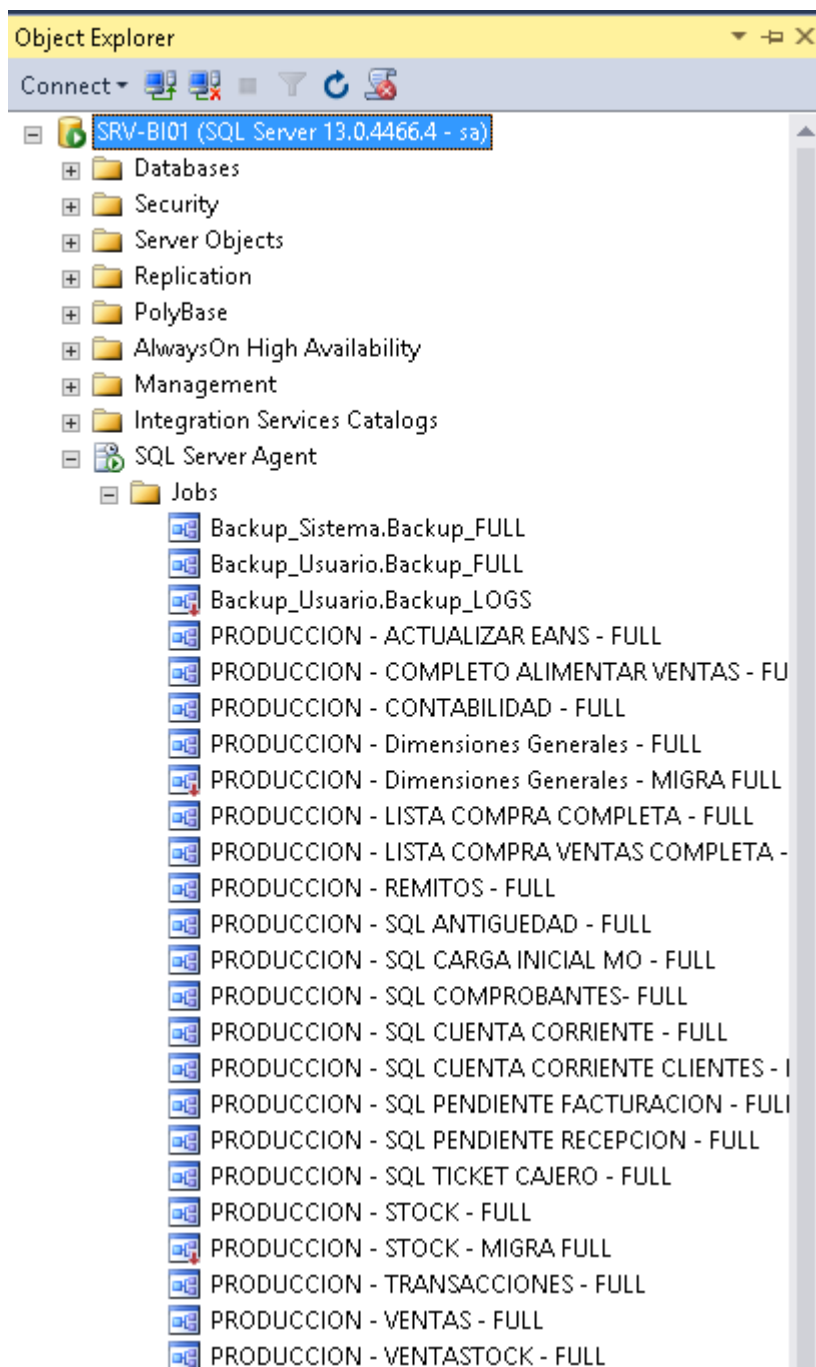 Object Explorer
Connect
SRV-BI01 (SQL Server 13.0.4466.4 - sa)
Databases
Security
Server Objects
Replication
PolyBase
AlwaysOn High Availability
Management
Integration Services Catalogs
SQL Server Agent
Jobs
Backup_Sistema.Backup_FULL
Backup_Usuario.Backup_FULL
Backup_Usuario.Backup_LOGS
PRODUCCION - ACTUALIZAR EANS - FULL
PRODUCCION - COMPLETO ALIMENTAR VENTAS - FU
PRODUCCION - CONTABILIDAD - FULL
PRODUCCION - Dimensiones Generales - FULL
PRODUCCION - Dimensiones Generales - MIGRA FULL
PRODUCCION - LISTA COMPRA COMPLETA - FULL
PRODUCCION - LISTA COMPRA VENTAS COMPLETA -
PRODUCCION - REMITOS - FULL
PRODUCCION - SQL ANTIGUEDAD - FULL
PRODUCCION - SQL CARGA INICIAL MO - FULL
PRODUCCION - SQL COMPROBANTES- FULL
PRODUCCION - SQL CUENTA CORRIENTE - FULL
PRODUCCION - SQL CUENTA CORRIENTE CLIENTES -
PRODUCCION - SQL PENDIENTE FACTURACION - FULL
PRODUCCION - SQL PENDIENTE RECEPCION - FULL
PRODUCCION - SQL TICKET CAJERO - FULL
PRODUCCION - STOCK - FULL
PRODUCCION - STOCK - MIGRA FULL
PRODUCCION - TRANSACCIONES - FULL
PRODUCCION - VENTAS - FULL
PRODUCCION - VENTASTOCK - FULL